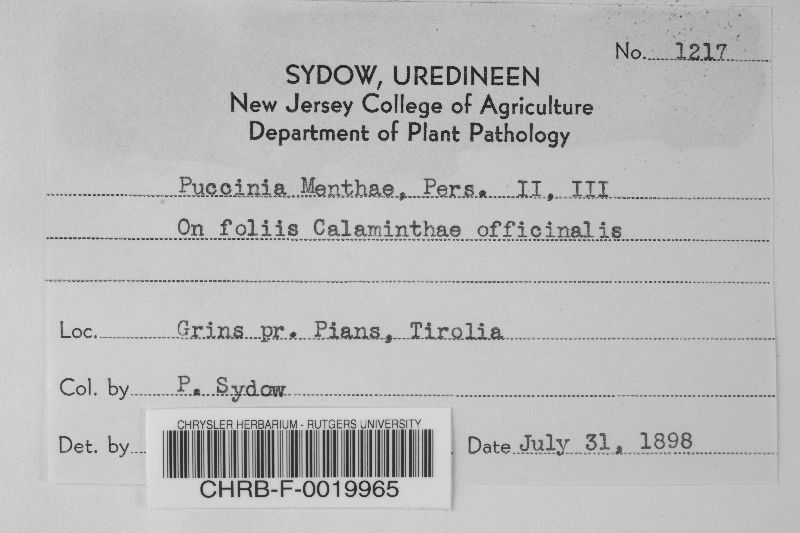 No. 1217
SYDOW, UREDINEEN
New Jersey College of Agriculture
Department of Plant Pathology
Puccinia Menthae, Pers. II, III
On foliis Calaminthae officinalis
Loc. Grins pr. Pians, Tirolia
Col. by P. Sydow
Det. by
Date July 31, 1898
CHRYSLER HERBARIUM - RUTGERS UNIVERSITY
CHRB-F-0019965